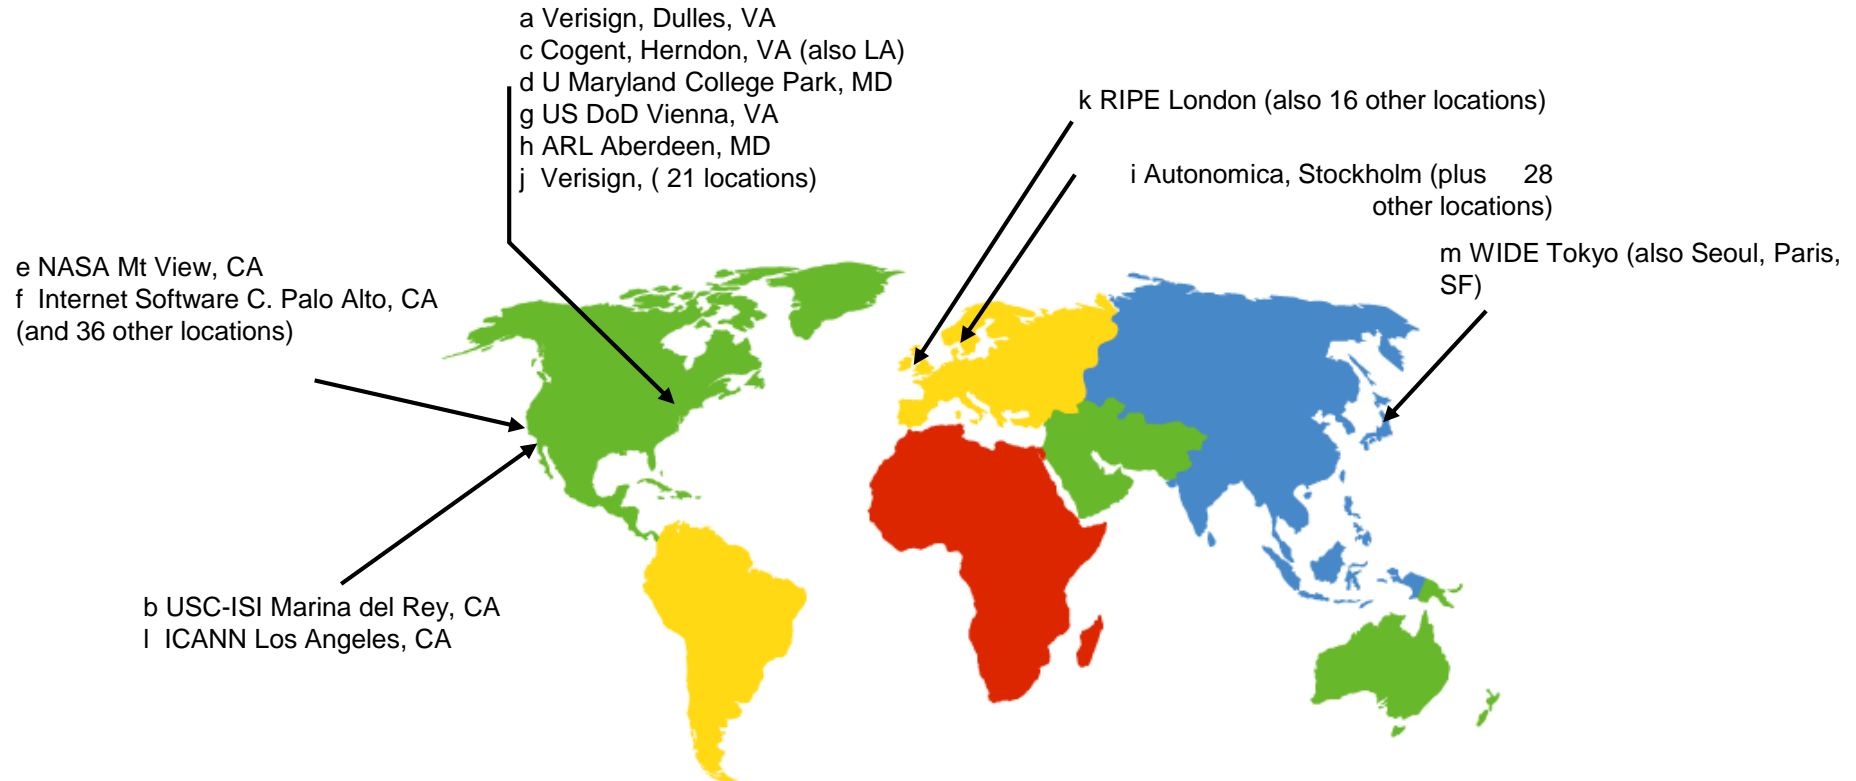 a Verisign, Dulles, VA
c Cogent, Herndon, VA (also LA)
d U Maryland College Park, MD
g US DoD Vienna, VA
h ARL Aberdeen, MD
j Verisign, ( 21 locations)
k RIPE London (also 16 other locations)
i Autonomica, Stockholm (plus 28
other locations)
m WIDE Tokyo (also Seoul, Paris,
SF)
e NASA Mt View, CA
f Internet Software C. Palo Alto, CA
(and 36 other locations)
b USC-ISI Marina del Rey, CA
l ICANN Los Angeles, CA